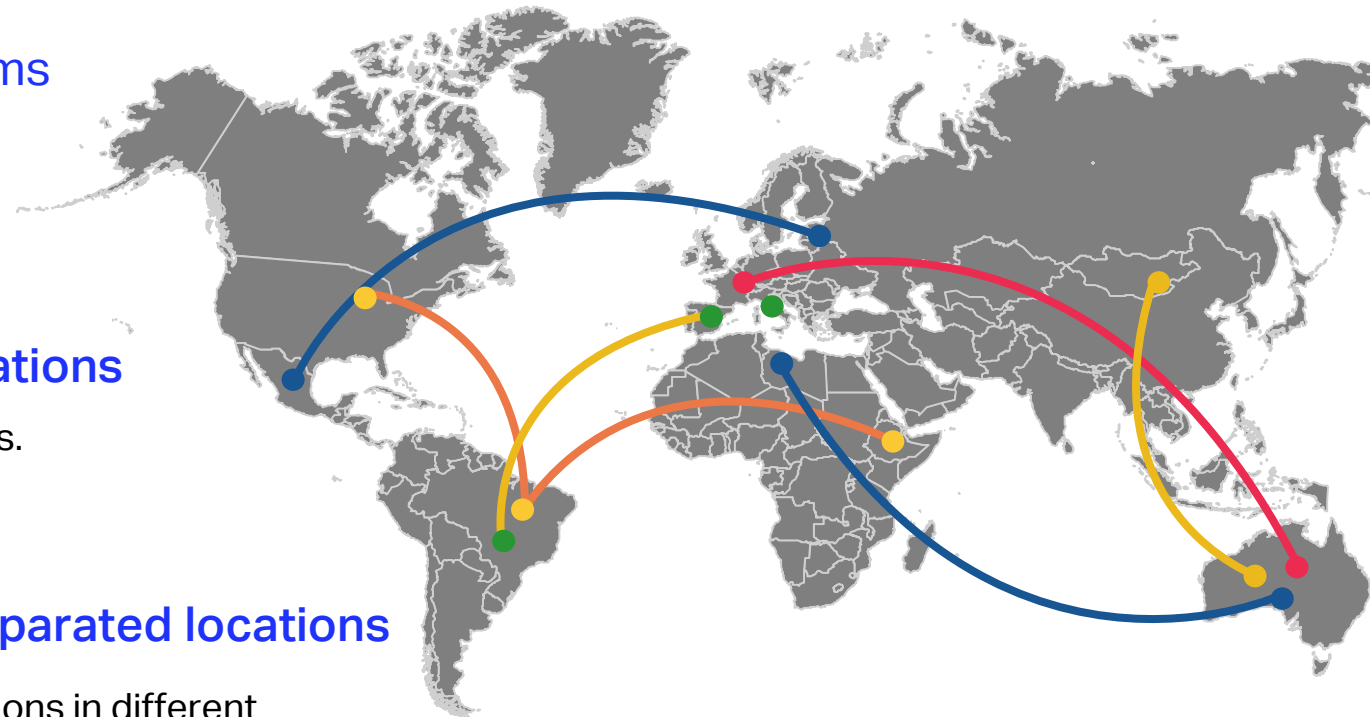 ms
ations
s.
parated locations
ons in different